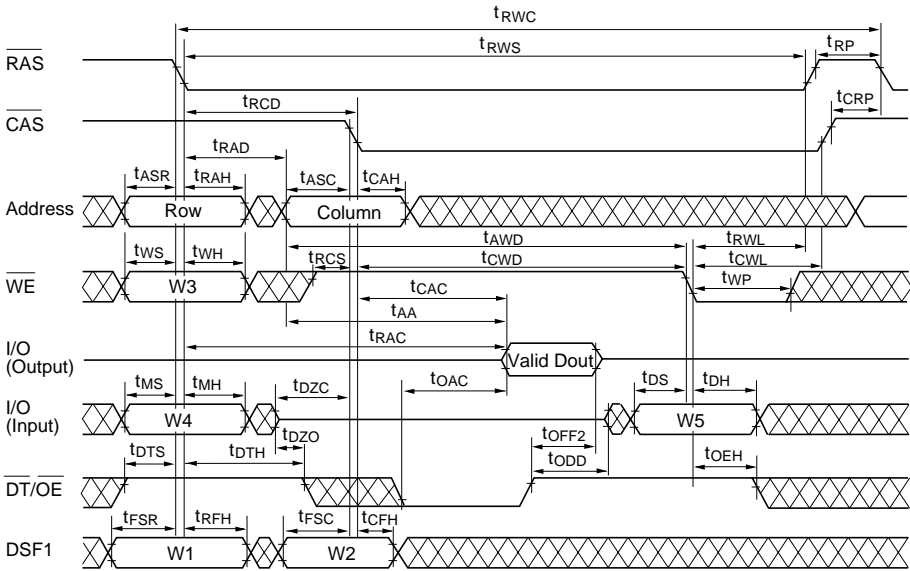 tRWC
tRWS tRP
RAS
tRCD tCRP
CAS
tRAD
tASR tRAH tASC tCAH
Address Row Column
tAWD tRWL
tWS tWH tRCS tCWD tCWL
WE W3 tWP
tCAC
tAA
tRAC
I/O
(Output) Valid Dout
tMS tMH tDZC tOAC tDS tDH
I/O
(Input) W4 W5
tDZO tOFF2
tDTS tDTH tODD tOEH
DT/OE
tFSR tRFH tFSC tCFH
DSF1 W1 W2